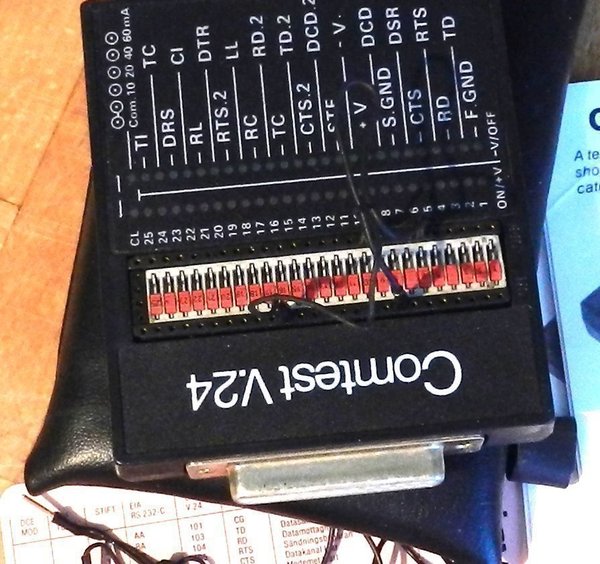 Com. 10 20 40 60 mA
TC
TI
CI
DRS
DTR
RL
LL
RTS.2
RD.2
RC
TD.2
TC
DCD.2
CTS.2
- V
DCD
+ V
DSR
S.GND
RTS
CTS
TD
RD
F.GND
-V/OFF
ON/+V
CL 25 24 23 22 21 20 19 18 17 16 15 14 13 12 11 8 7 6 5 4 3 2 1
Comtest V.24
A te
sho
cat
DCE
MOD
STIFT
EIA
RS 232-C
V.24
AA
101
CG
103
TD
104
RD
RTS
CTS
Datakanal